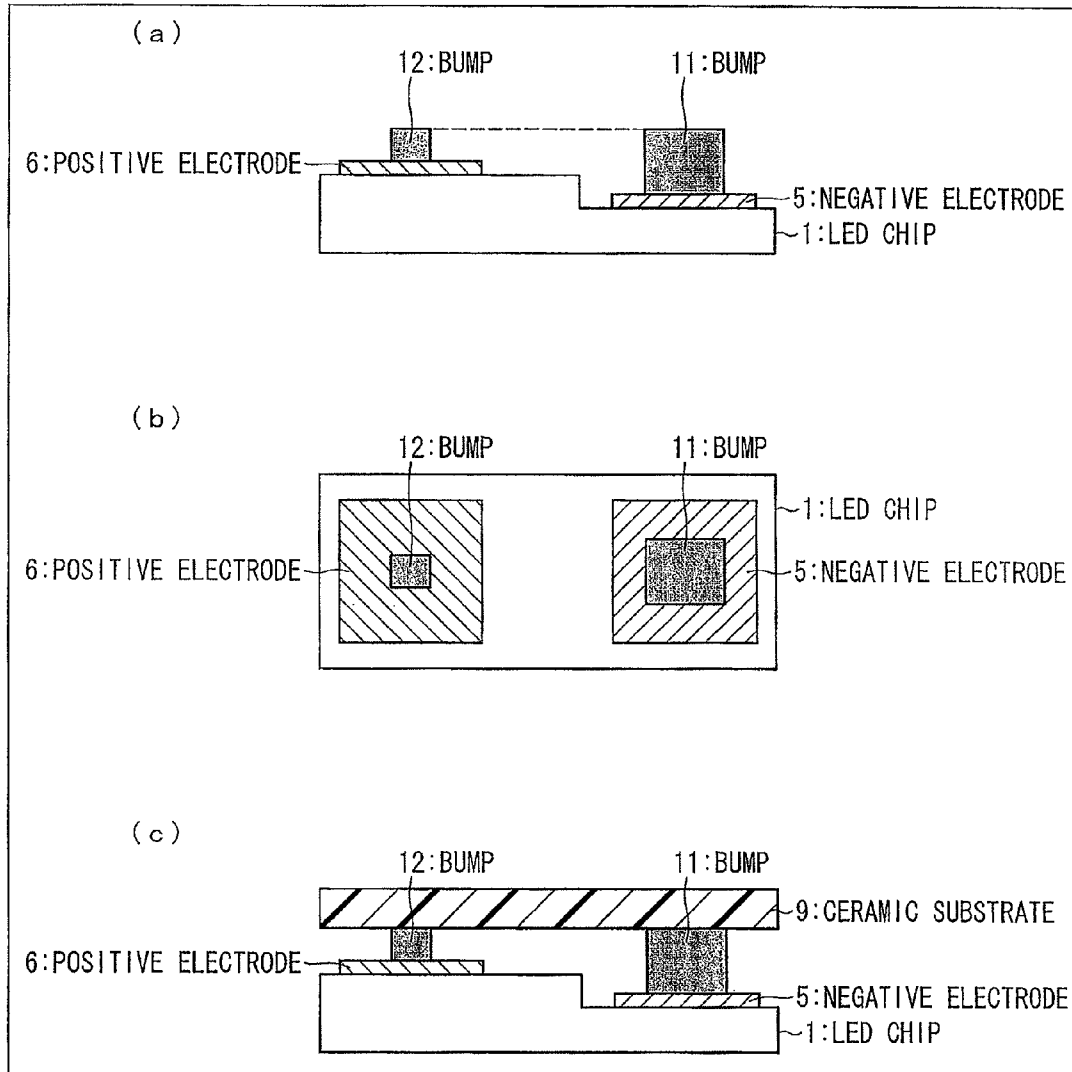 (a)
12:BUMP
11:BUMP
6:POSITIVE ELECTRODE
5:NEGATIVE ELECTRODE
1:LED CHIP
(b)
12:BUMP
11:BUMP
1:LED CHIP
6:POSITIVE ELECTRODE
5:NEGATIVE ELECTRODE
(c)
12:BUMP
11:BUMP
9:CERAMIC SUBSTRATE
6:POSITIVE ELECTRODE
5:NEGATIVE ELECTRODE
1:LED CHIP